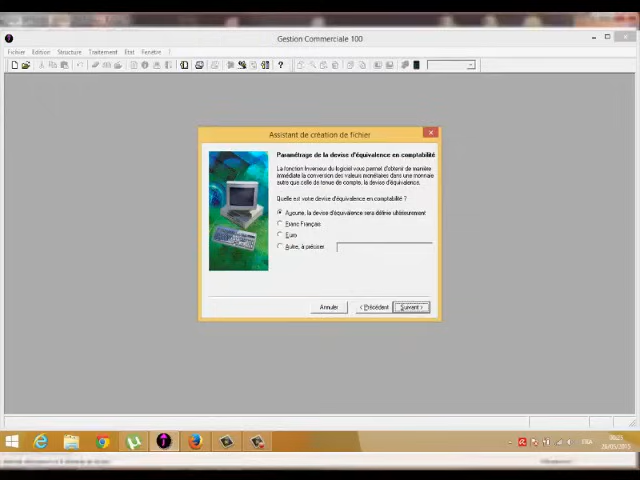 Gestion Commerciale 100
Fichier Edition Structure Traitement Etat Fenêtre ?
Assistant de création de fichier
Paramétrage de la devise d'équivalence en comptabilité
La fonction Inverseur du logiciel vous permet d'obtenir de manière
immédiate la conversion des valeurs monétaires dans une monnaie
autre que celle de tenue de compte, la devise d'équivalence.
Quelle est votre devise d'équivalence en comptabilité ?
Aucune, la devise d'équivalence sera définie ultérieurement
Franc Français
Euro
Autre, à préciser
Annuler
< Précédent
Suivant >
FRA